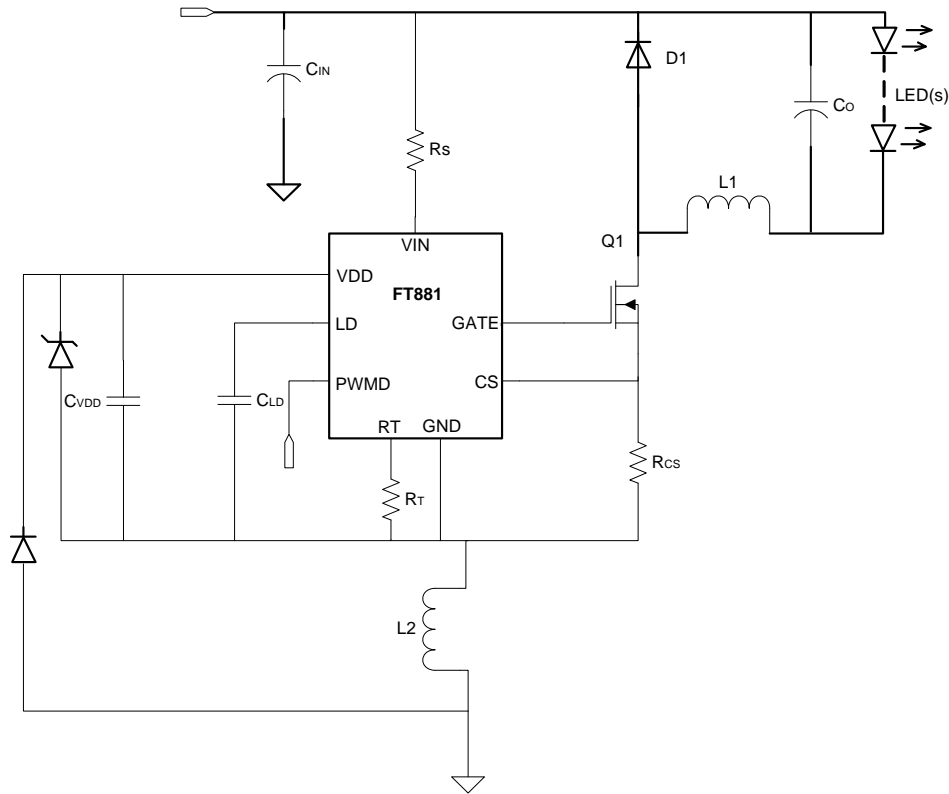 CIN
RS
D1
CO
LED(s)
L1
Q1
VIN
VDD
FT881
LD
GATE
PWMD
CS
CVDD
CLD
RT
GND
RCS
RT
L2